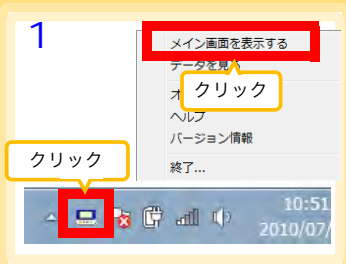 1
メイン画面を表示する
データを見る
クリック
ヘルプ
バージョン情報
クリック
終了...
10:51
2010/07/